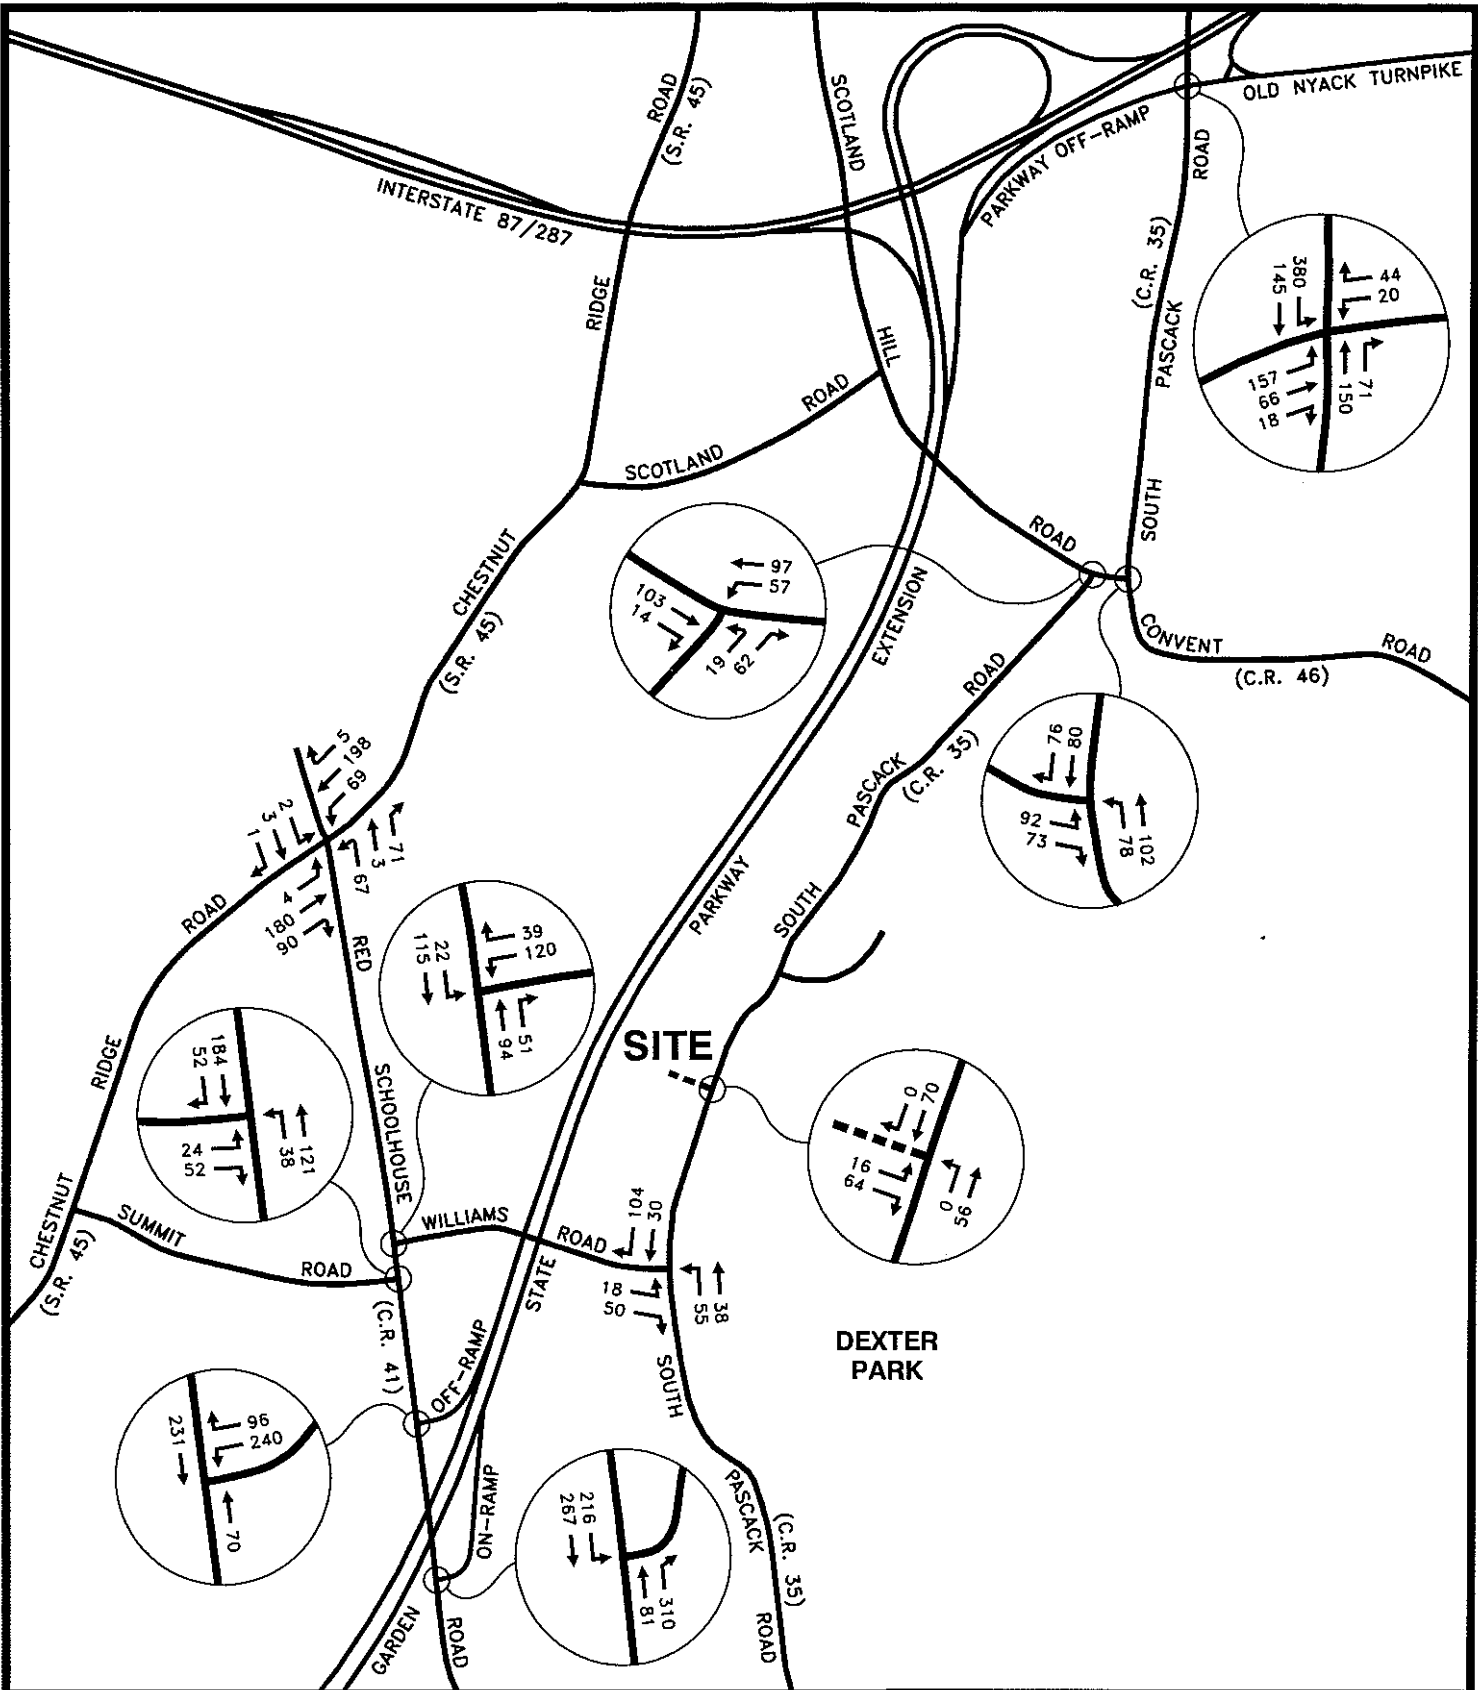 ROAD
(S.R. 45)
SCOTLAND
OLD NYACK TURNPIKE
PARKWAY OFF-RAMP
ROAD
INTERSTATE 87/287
(C.R. 35)
RIDGE
HILL
PASCACK
380
145
44
20
157
66
18
150
71
ROAD
SCOTLAND
SOUTH
ROAD
CHESTNUT
(S.R. 45)
97
57
103
14
19
62
EXTENSION
CONVENT
ROAD
(C.R. 46)
ROAD
PASCACK
(C.R. 35)
76
80
92
73
78
102
5
198
69
2
3
1
71
3
67
4
180
90
ROAD
RED
PARKWAY
SOUTH
22
115
39
120
51
94
SITE
RIDGE
SCHOOLHOUSE
184
52
24
52
121
38
0
70
16
64
0
56
CHESTNUT
(S.R. 45)
SUMMIT
ROAD
WILLIAMS
ROAD
104
30
18
50
55
38
STATE
(C.R. 41)
OFF-RAMP
SOUTH
DEXTER
PARK
231
96
240
70
ON-RAMP
216
267
310
81
PASCACK
(C.R. 35)
ROAD
GARDEN
ROAD